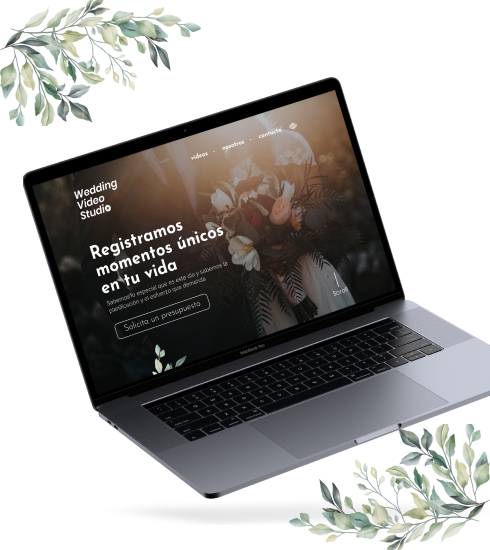 videos · nosotros · contacto
Wedding
Video
Studio
Registramos
momentos únicos
en tu vida
Sabemos lo especial que es este día y sabemos la
planificación y el esfuerzo que demanda
Solicita un presupuesto
Scroll
MacBook Pro